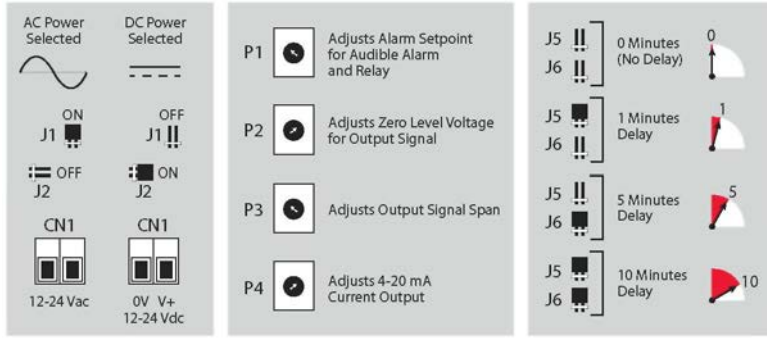 AC Power
Selected
DC Power
Selected
ON
J1
OFF
J1
OFF
J2
ON
J2
CN1
CN1
12-24 Vac
0V V+
12-24 Vdc
P1
Adjusts Alarm Setpoint
for Audible Alarm
and Relay
P2
Adjusts Zero Level Voltage
for Output Signal
P3
Adjusts Output Signal Span
P4
Adjusts 4-20 mA
Current Output
J5
J6
0 Minutes
(No Delay)
0
J5
J6
1 Minutes
Delay
1
J5
J6
5 Minutes
Delay
5
J5
J6
10 Minutes
Delay
10